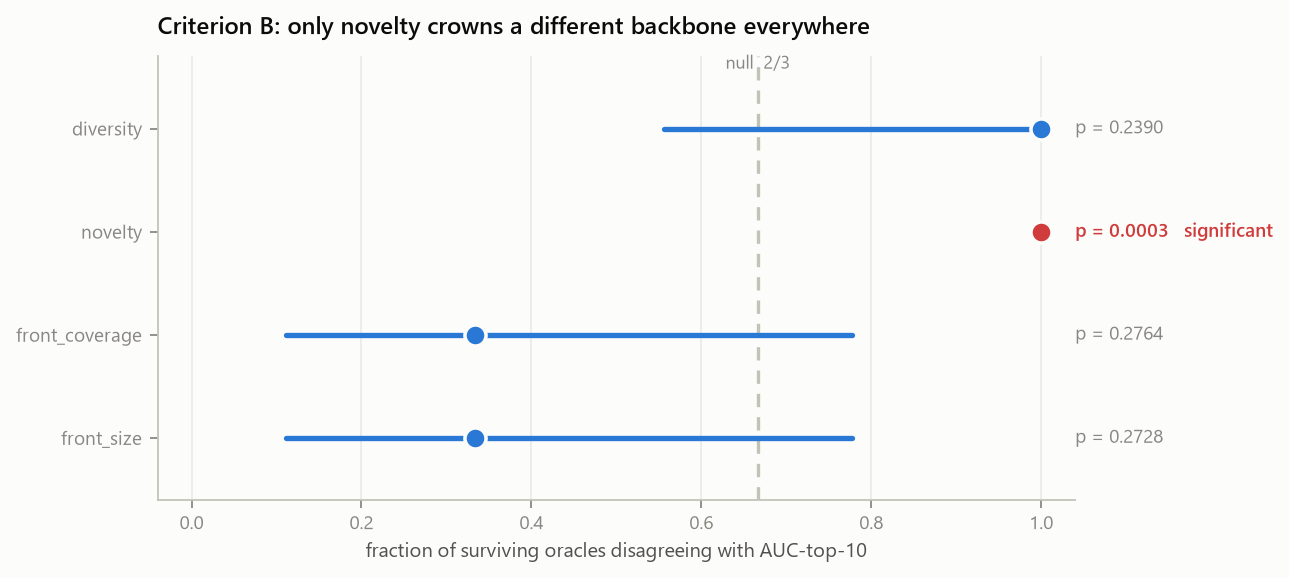 Criterion B: only novelty crowns a different backbone everywhere
null 2/3
diversity
p = 0.2390
novelty
p = 0.0003 significant
front_coverage
p = 0.2764
front_size
p = 0.2728
0.0 0.2 0.4 0.6 0.8 1.0
fraction of surviving oracles disagreeing with AUC-top-10